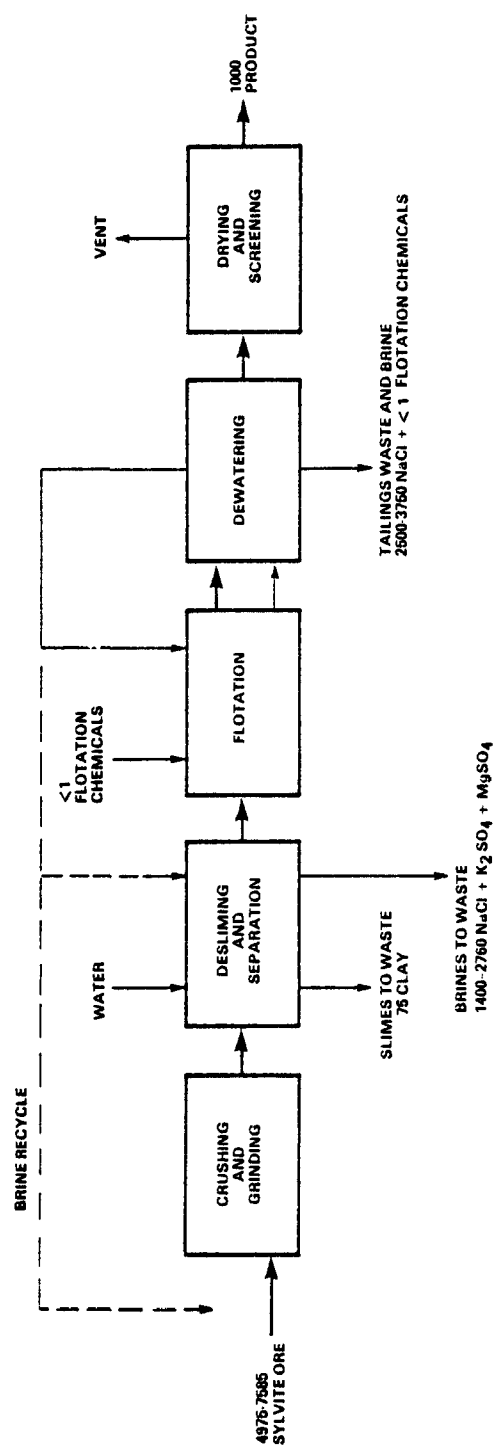 BRINE RECYCLE
4975-7585
SYLVITE ORE
CRUSHING
AND
GRINDING
WATER
DESLIMING
AND
SEPARATION
SLIMES TO WASTE
75 CLAY
BRINES TO WASTE
1400-2760 NaCl + K₂SO₄ + MgSO₄
<1
FLOTATION
CHEMICALS
FLOTATION
DEWATERING
TAILINGS WASTE AND BRINE
2500-3750 NaCl + < 1 FLOTATION CHEMICALS
VENT
DRYING
AND
SCREENING
1000
PRODUCT